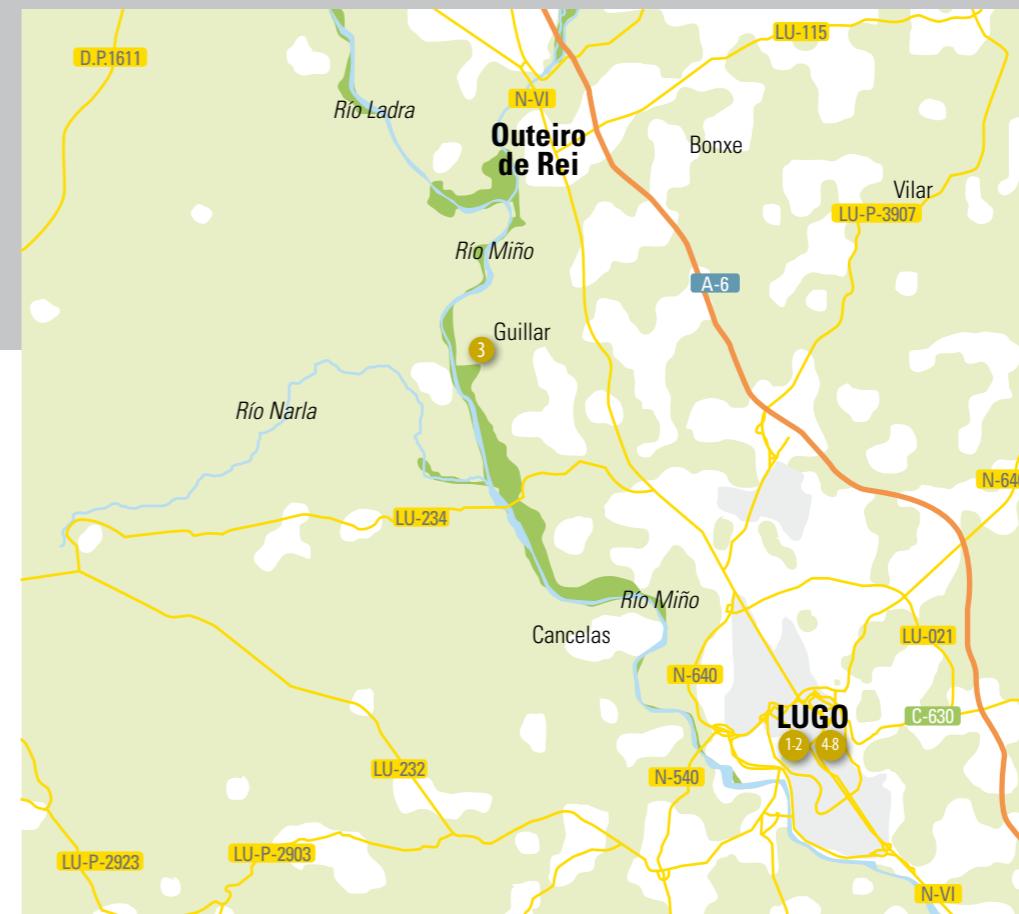 LU-115
D.P.1611
N-VI
Río Ladra
Outeiro
de Rei
Bonxe
Vilar
LU-P-3907
Río Miño
A-6
Guillar
3
Río Narla
N-640
LU-234
Río Miño
Cancelas
LU-021
N-640
LUGO
C-630
1-2
4-8
LU-232
N-540
LU-P-2903
LU-P-2923
N-VI